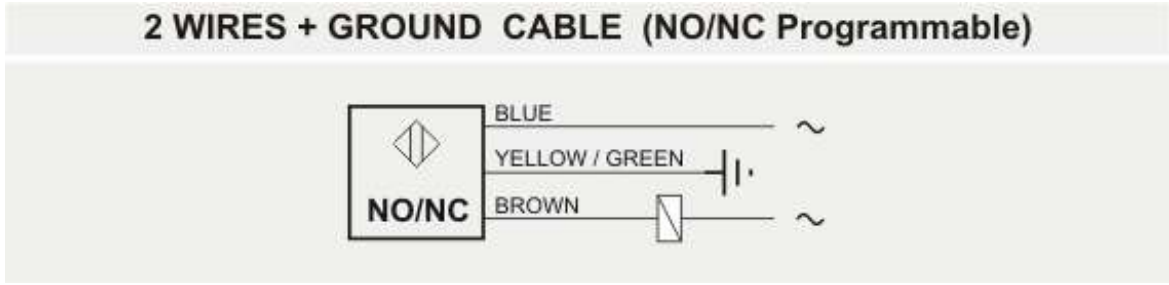 2 WIRES + GROUND CABLE (NO/NC Programmable)
BLUE
YELLOW / GREEN
NO/NC BROWN